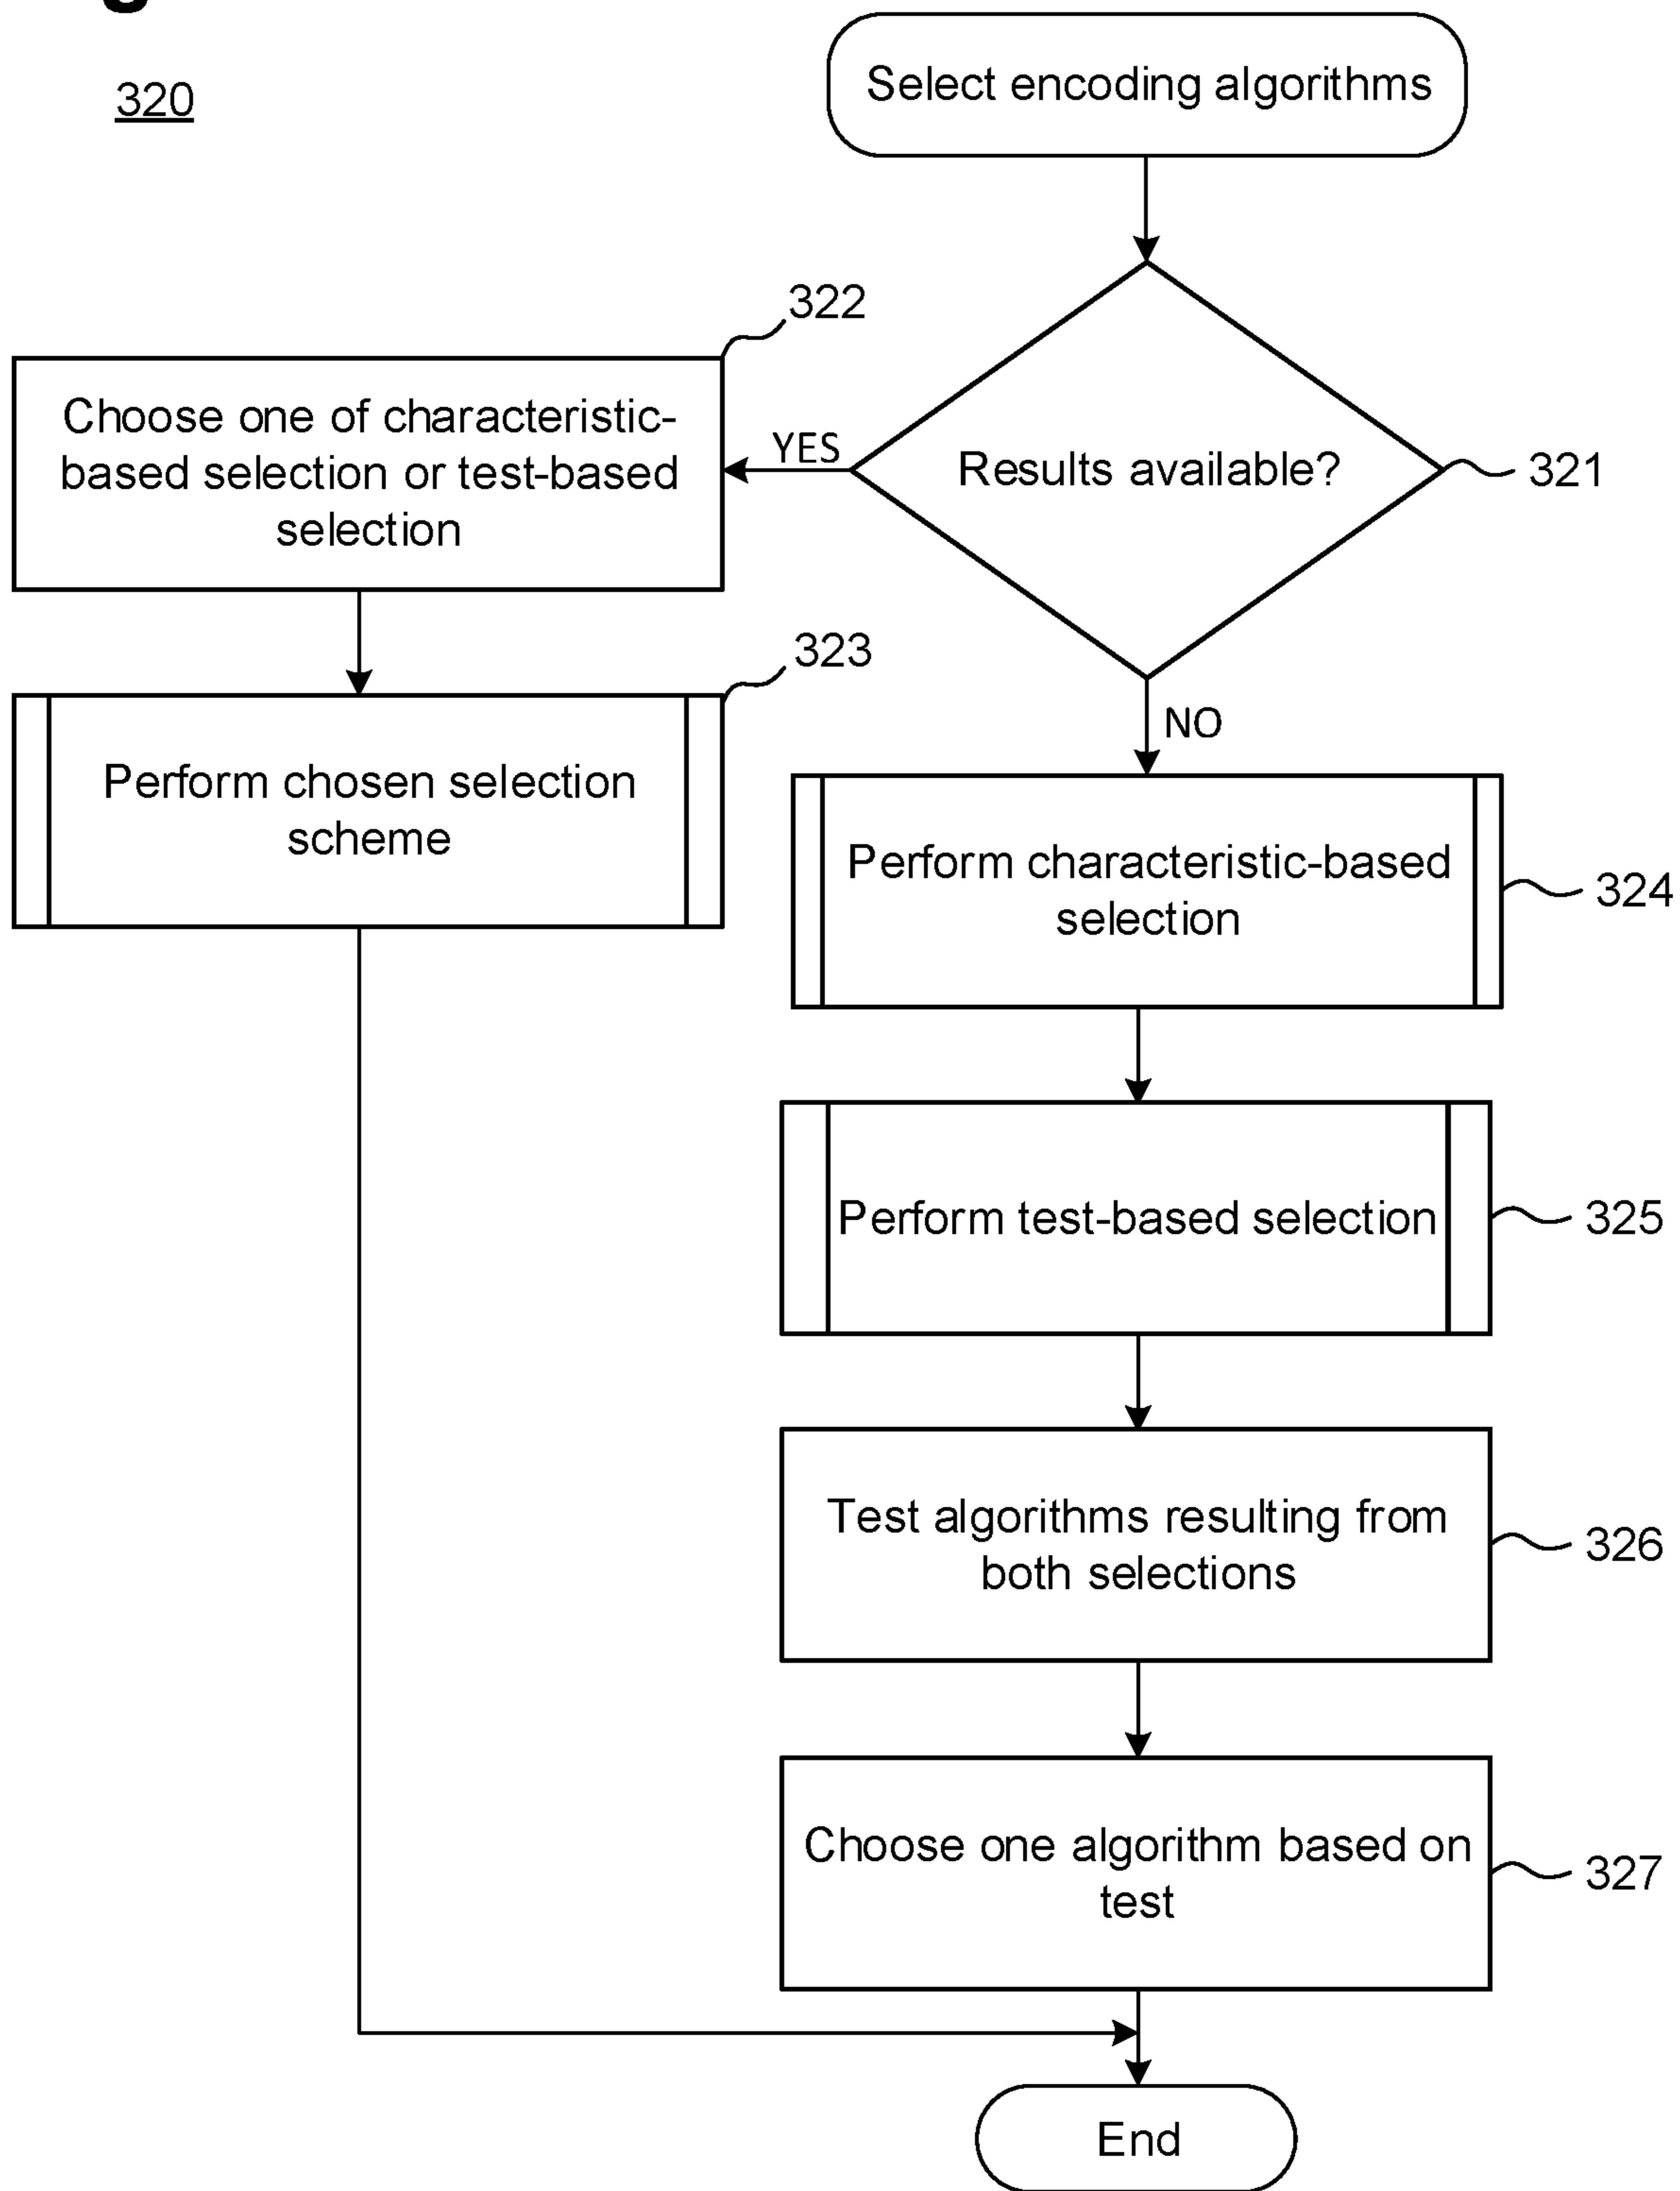 320
Select encoding algorithms
322
Choose one of characteristic-
based selection or test-based
selection
YES
Results available?
321
323
Perform chosen selection
scheme
NO
Perform characteristic-based
selection
324
Perform test-based selection
325
Test algorithms resulting from
both selections
326
Choose one algorithm based on
test
327
End